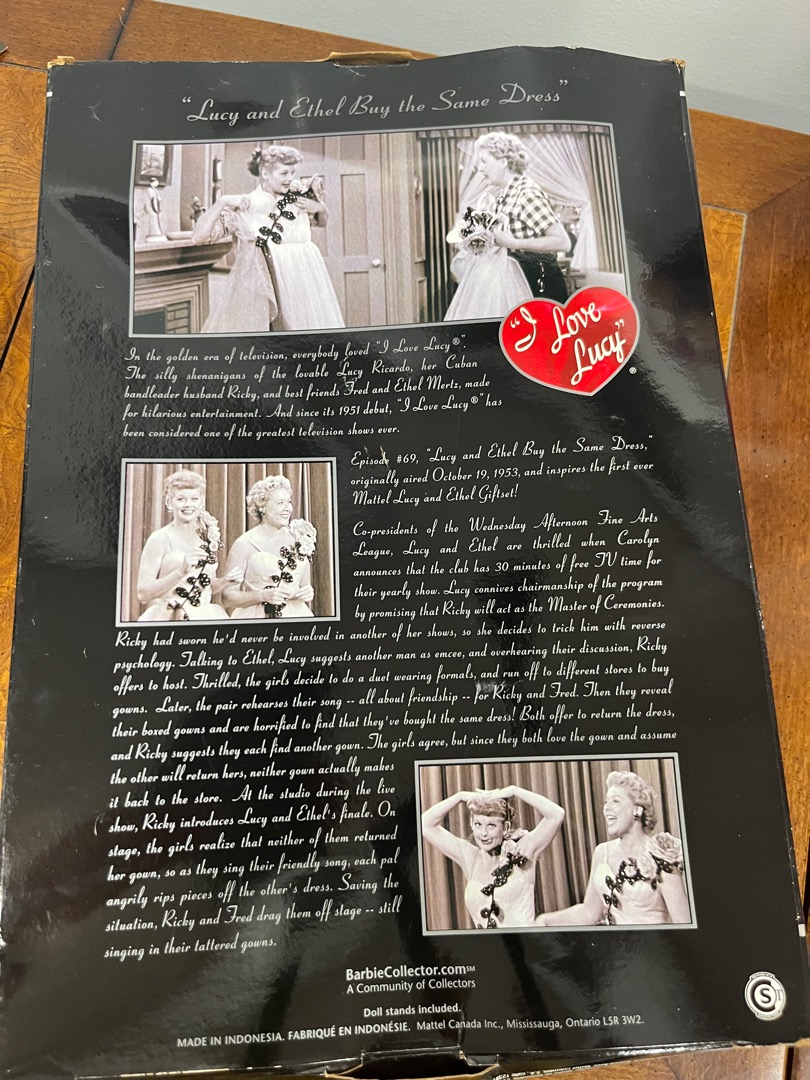 "Lucy and Ethel Buy the Same Dress"
"I
Love
Lucy"
®
In the golden era of television, everybody loved "I Love Lucy®".
The silly shenanigans of the lovable Lucy Ricardo, her Cuban
bandleader husband Ricky, and best friends Fred and Ethel Mertz, made
for hilarious entertainment. And since its 1951 debut, "I Love Lucy®" has
been considered one of the greatest television shows ever.
Episode #69, "Lucy and Ethel Buy the Same Dress,"
originally aired October 19, 1953, and inspires the first ever
Mattel Lucy and Ethel Giftset!
Co-presidents of the Wednesday Afternoon Fine Arts
League, Lucy and Ethel are thrilled when Carolyn
announces that the club has 30 minutes of free TV time for
their yearly show. Lucy connives chairmanship of the program
by promising that Ricky will act as the Master of Ceremonies.
Ricky had sworn he'd never be involved in another of her shows, so she decides to trick him with reverse
psychology. Talking to Ethel, Lucy suggests another man as emcee, and overhearing their discussion, Ricky
offers to host. Thrilled, the girls decide to do a duet wearing formals, and run off to different stores to buy
gowns. Later, the pair rehearses their song -- all about friendship -- for Ricky and Fred. Then they reveal
their boxed gowns and are horrified to find that they've bought the same dress! Both offer to return the dress,
and Ricky suggests they each find another gown. The girls agree, but since they both love the gown and assume
the other will return hers, neither gown actually makes
it back to the store. At the studio during the live
show, Ricky introduces Lucy and Ethel's finale. On
stage, the girls realize that neither of them returned
her gown, so as they sing their friendly song, each pal
angrily rips pieces off the other's dress. Saving the
situation, Ricky and Fred drag them off stage -- still
singing in their tattered gowns.
BarbieCollector.com℠
A Community of Collectors
Doll stands included.
MADE IN INDONESIA. FABRIQUÉ EN INDONÉSIE. Mattel Canada Inc., Mississauga, Ontario L5R 3W2.
S